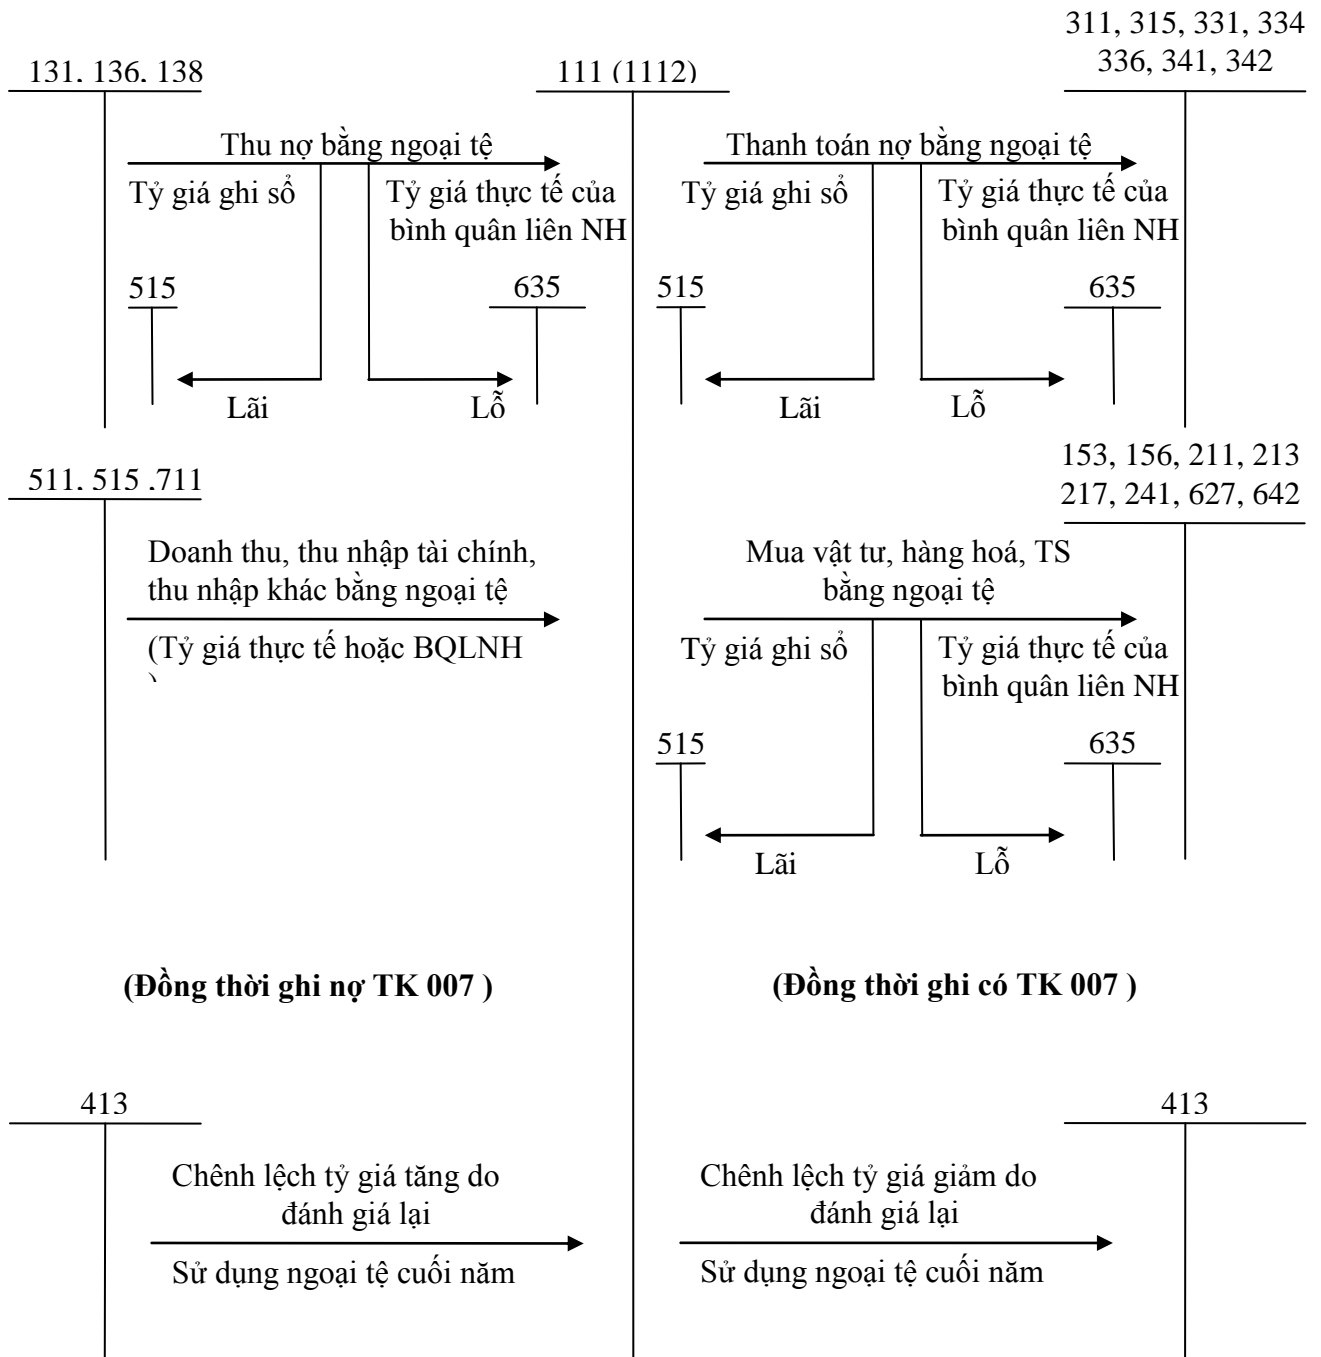 311, 315, 331, 334
336, 341, 342
131, 136, 138
111 (1112)
Thu nợ bằng ngoại tệ
Tỷ giá ghi sổ
Tỷ giá thực tế của
bình quân liên NH
515
635
Lãi
Lỗ
Thanh toán nợ bằng ngoại tệ
Tỷ giá ghi sổ
Tỷ giá thực tế của
bình quân liên NH
515
635
Lãi
Lỗ
511, 515 ,711
153, 156, 211, 213
217, 241, 627, 642
Doanh thu, thu nhập tài chính,
thu nhập khác bằng ngoại tệ
(Tỷ giá thực tế hoặc BQLNH
)
Mua vật tư, hàng hoá, TS
bằng ngoại tệ
Tỷ giá ghi sổ
Tỷ giá thực tế của
bình quân liên NH
515
635
Lãi
Lỗ
(Đồng thời ghi nợ TK 007 )
(Đồng thời ghi có TK 007 )
413
413
Chênh lệch tỷ giá tăng do
đánh giá lại
Sử dụng ngoại tệ cuối năm
Chênh lệch tỷ giá giảm do
đánh giá lại
Sử dụng ngoại tệ cuối năm